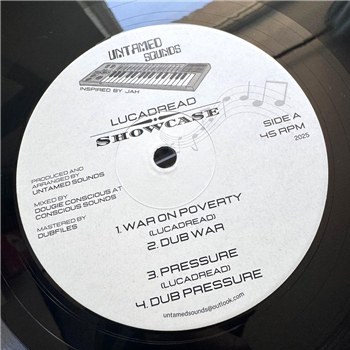 UNTAMED
SOUNDS
INSPIRED BY JAH
LUCADREAD
SHOWCASE
SIDE A
45 RPM
2025
PRODUCED AND
ARRANGED BY
UNTAMED SOUNDS
MIXED BY
DOUGIE CONSCIOUS AT
CONSCIOUS SOUNDS
MASTERED BY
DUBFILES
1. WAR ON POVERTY
(LUCADREAD)
2. DUB WAR
3. PRESSURE
(LUCADREAD)
4. DUB PRESSURE
untamedsounds@outlook.com